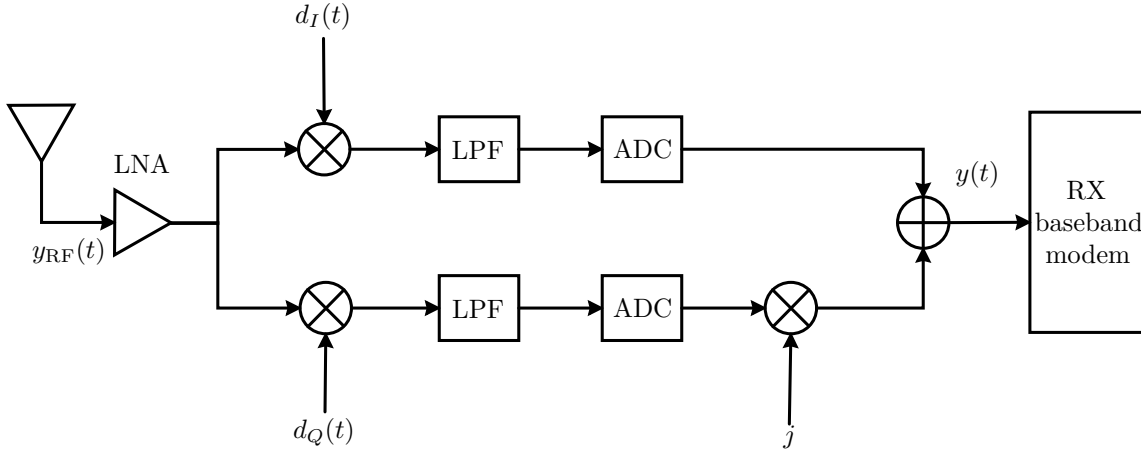 d_I(t)
LNA
LPF
ADC
y(t)
RX
baseband
modem
y_RF(t)
LPF
ADC
d_Q(t)
j